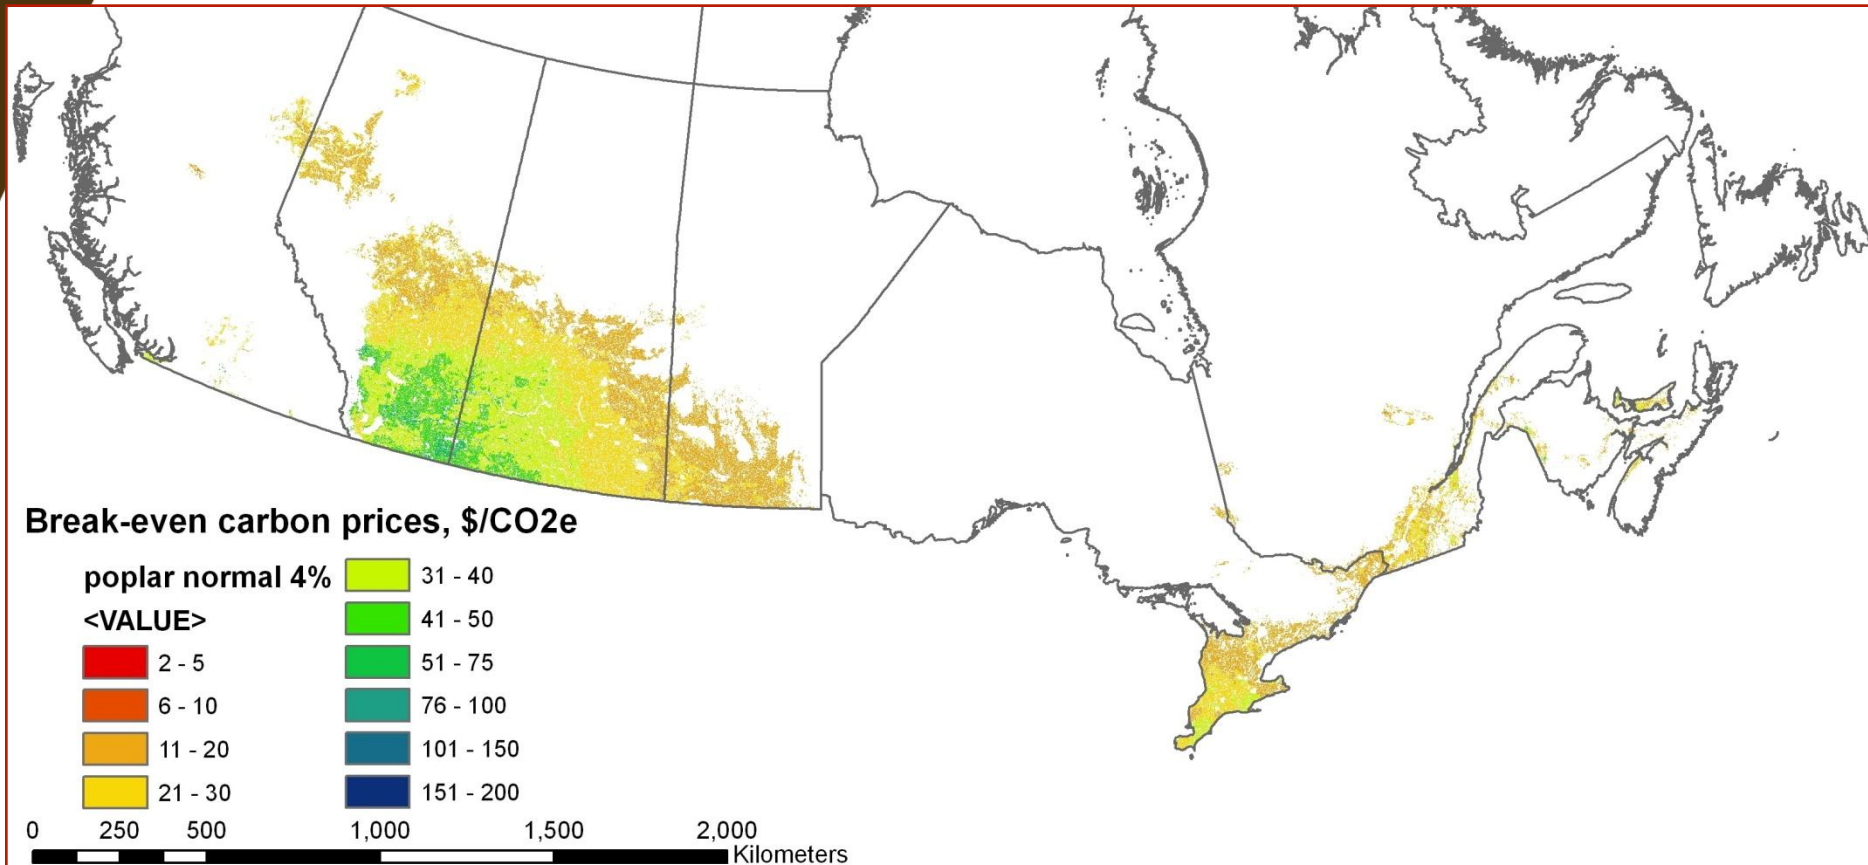 Break-even carbon prices, $/CO2e
poplar normal 4%
<VALUE>
2 - 5
6 - 10
11 - 20
21 - 30
31 - 40
41 - 50
51 - 75
76 - 100
101 - 150
151 - 200
0 250 500 1,000 1,500 2,000
Kilometers